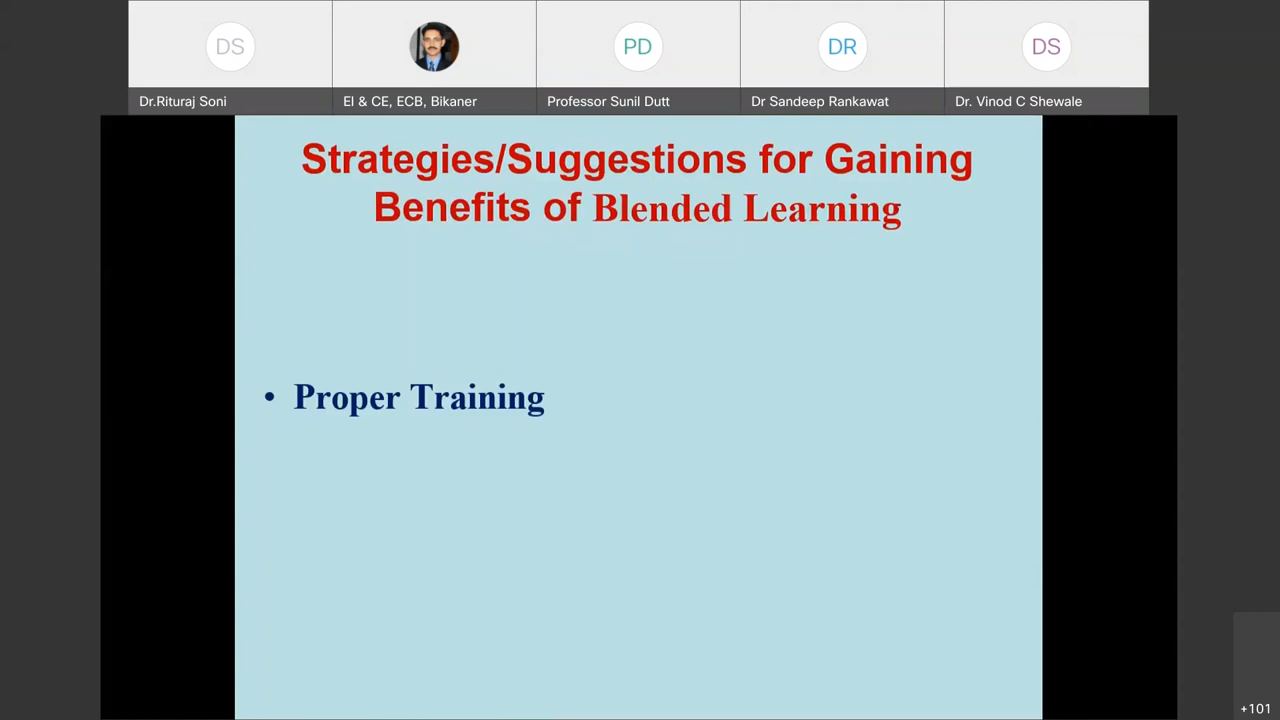 DS
PD
DR
DS
Dr.Rituraj Soni
EI & CE, ECB, Bikaner
Professor Sunil Dutt
Dr Sandeep Rankawat
Dr. Vinod C Shewale
Strategies/Suggestions for Gaining
Benefits of Blended Learning
• Proper Training
+101